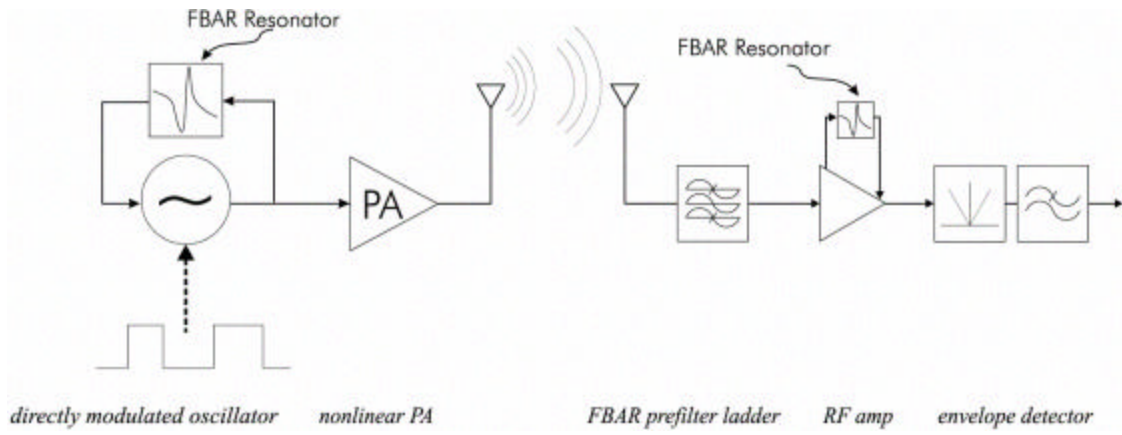 FBAR Resonator
FBAR Resonator
PA
directly modulated oscillator
nonlinear PA
FBAR prefilter ladder
RF amp
envelope detector